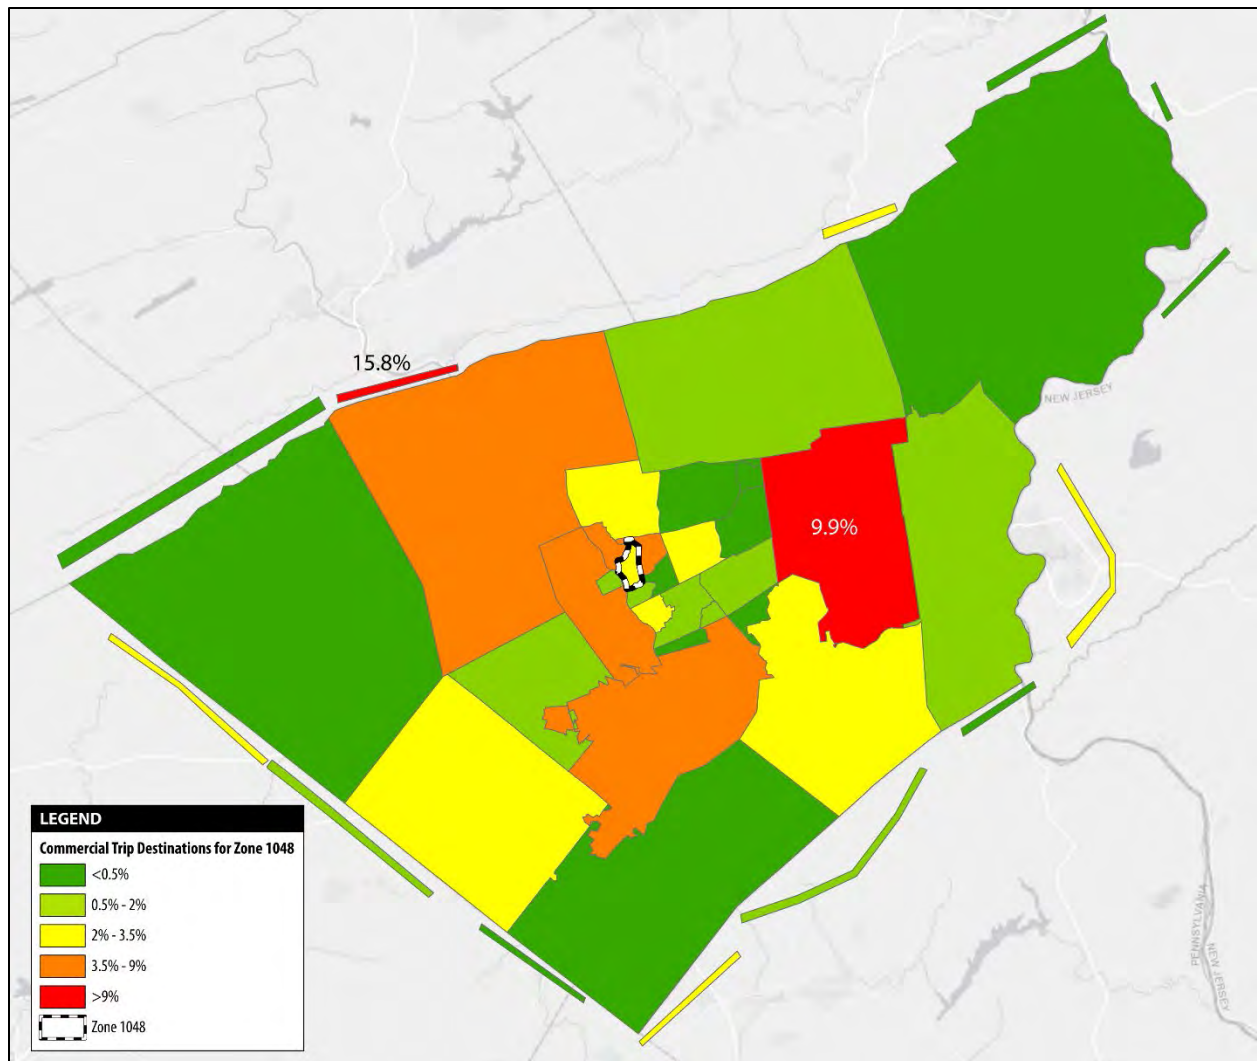 15.8%
NEW JERSEY
9.9%
LEGEND
Commercial Trip Destinations for Zone 1048
<0.5%
0.5% - 2%
2% - 3.5%
3.5% - 9%
>9%
Zone 1048
PENNSYLVANIA
NEW JERSEY